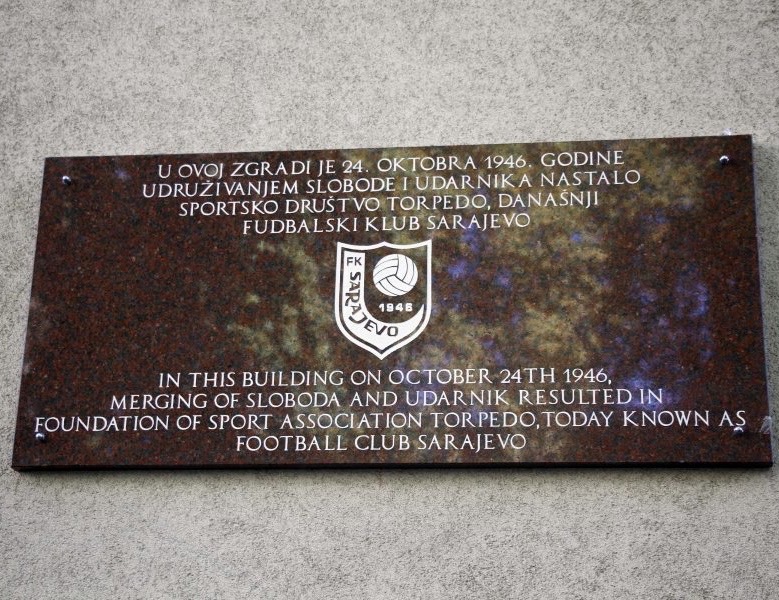 U OVOJ ZGRADI JE 24. OKTOBRA 1946. GODINE
UDRUŽIVANJEM SLOBODE I UDARNIKA NASTALO
SPORTSKO DRUŠTVO TORPEDO, DANAŠNJI
FUDBALSKI KLUB SARAJEVO
FK
SARAJEVO
1946
IN THIS BUILDING ON OCTOBER 24TH 1946,
MERGING OF SLOBODA AND UDARNIK RESULTED IN
FOUNDATION OF SPORT ASSOCIATION TORPEDO, TODAY KNOWN AS
FOOTBALL CLUB SARAJEVO